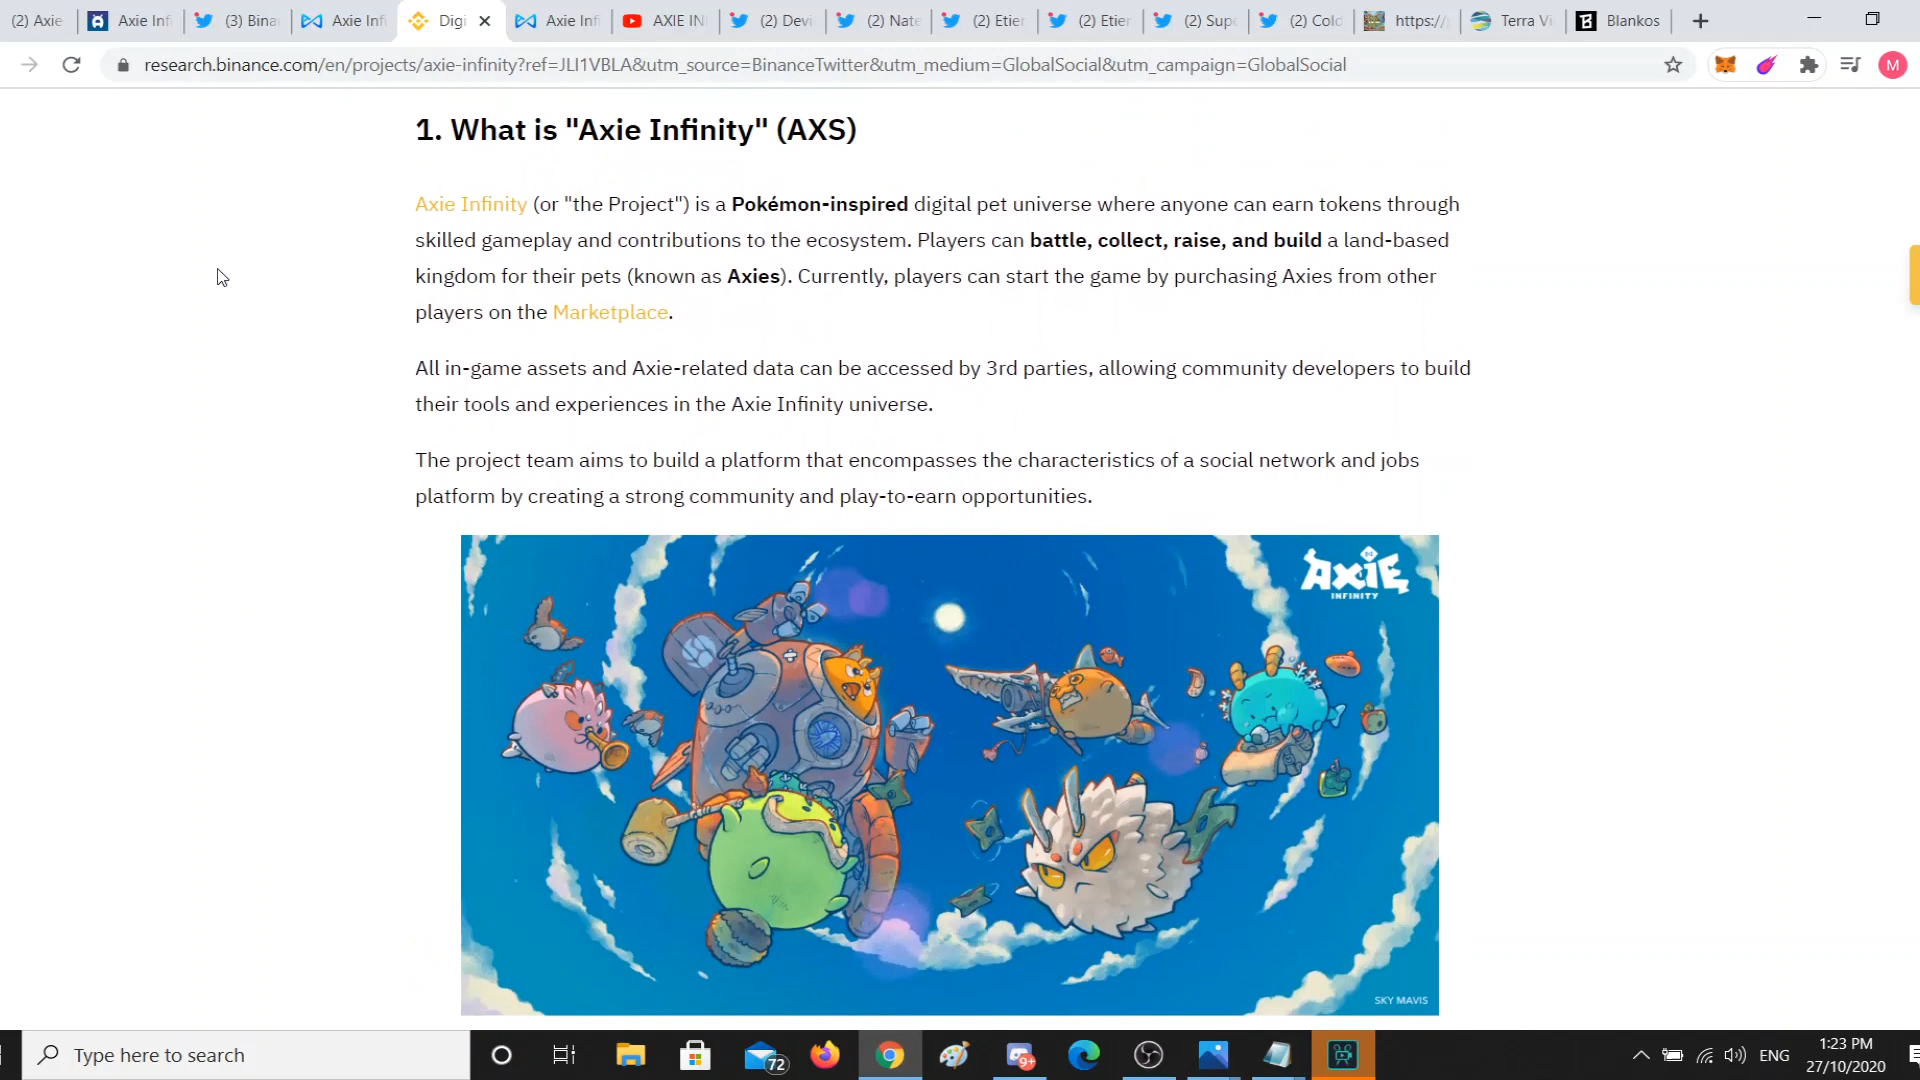 (2) Axie
Axie Inf
(3) Bina
Axie Inf
Digi
Axie Inf
AXIE IN
(2) Devi
(2) Nate
(2) Etier
(2) Etier
(2) Supe
(2) Cold
https://
Terra Vi
Blankos
research.binance.com/en/projects/axie-infinity?ref=JLI1VBLA&utm_source=BinanceTwitter&utm_medium=GlobalSocial&utm_campaign=GlobalSocial
M
1. What is "Axie Infinity" (AXS)
Axie Infinity (or "the Project") is a Pokémon-inspired digital pet universe where anyone can earn tokens through
skilled gameplay and contributions to the ecosystem. Players can battle, collect, raise, and build a land-based
kingdom for their pets (known as Axies). Currently, players can start the game by purchasing Axies from other
players on the Marketplace.
All in-game assets and Axie-related data can be accessed by 3rd parties, allowing community developers to build
their tools and experiences in the Axie Infinity universe.
The project team aims to build a platform that encompasses the characteristics of a social network and jobs
platform by creating a strong community and play-to-earn opportunities.
AXIE
INFINITY
SKY MAVIS
Type here to search
72
9+
ENG
1:23 PM
27/10/2020